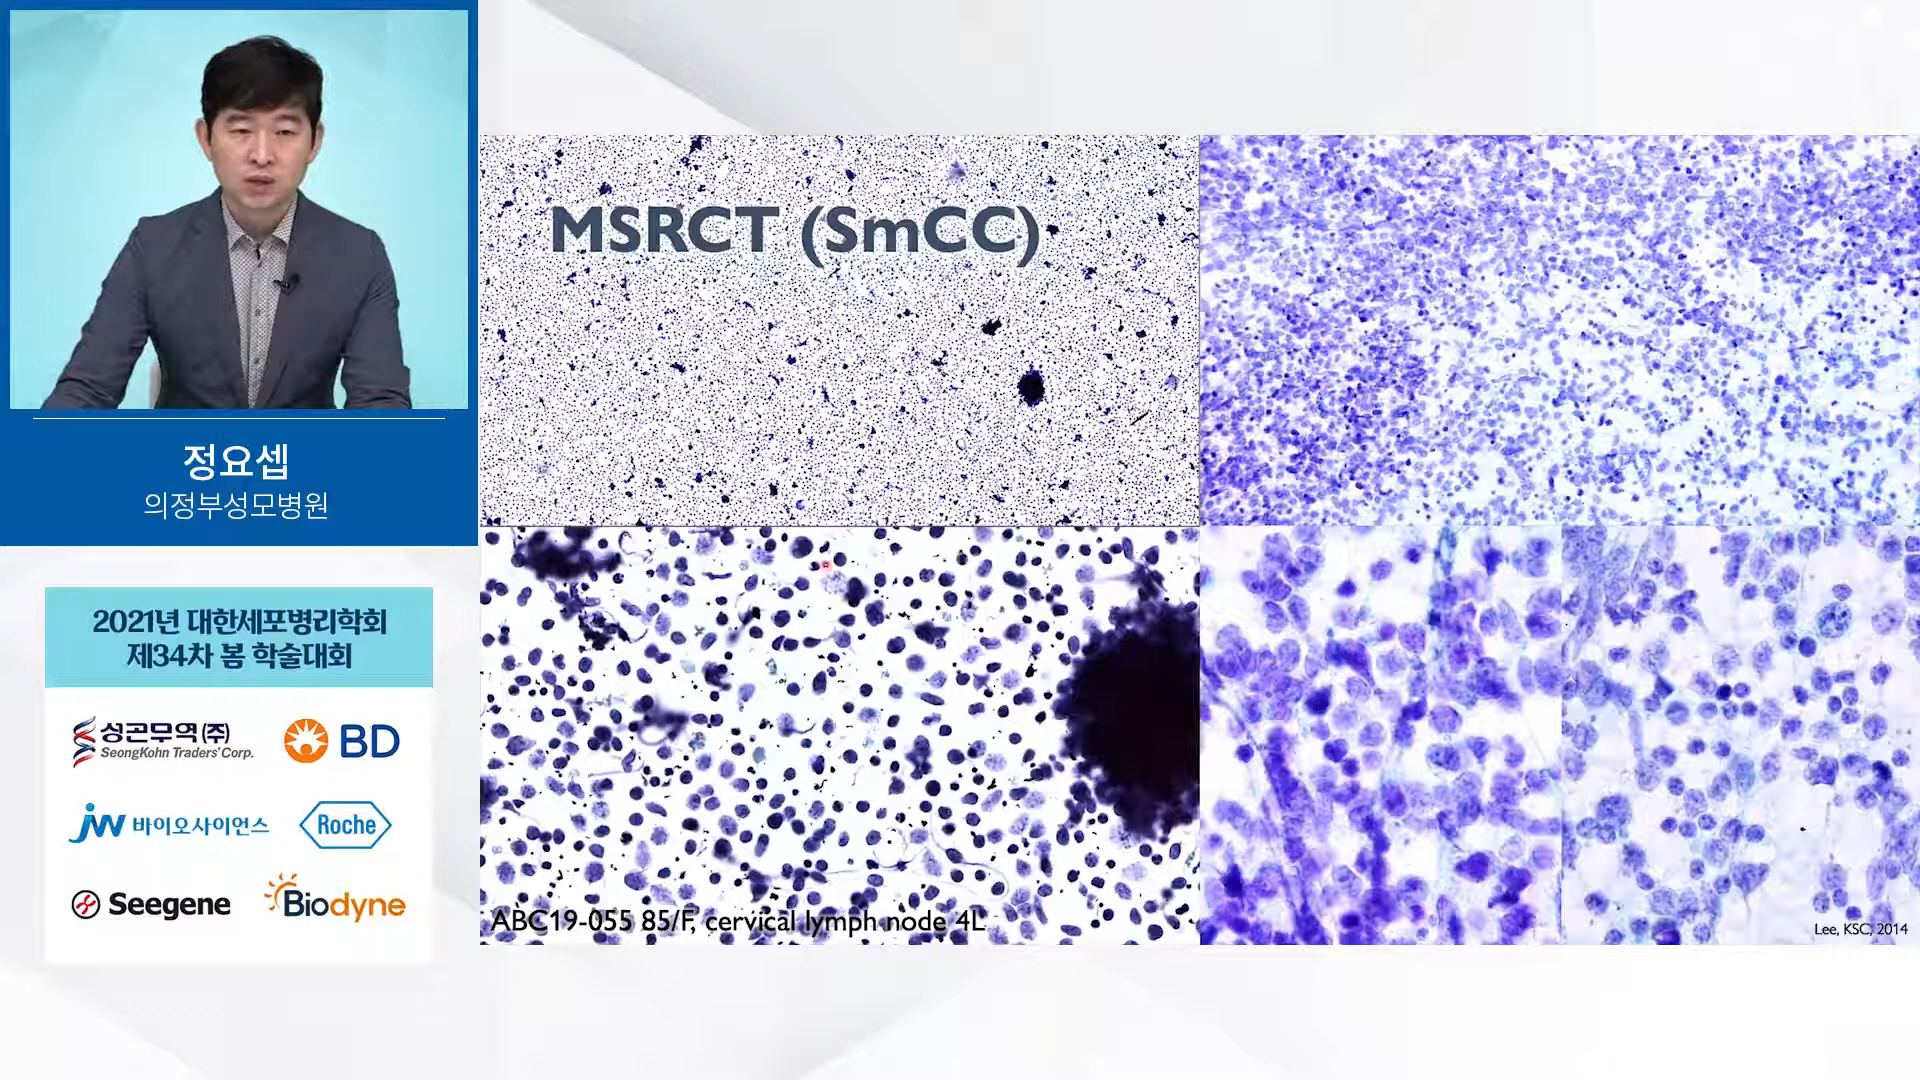 정요셉
의정부성모병원
2021년 대한세포병리학회
제34차 봄 학술대회
성곤무역(주)
SeongKohn Traders' Corp.
BD
jw 바이오사이언스
Roche
Seegene
Biodyne
MSRCT (SmCC)
ABC19-055 85/F, cervical lymph node 4L
Lee, KSC, 2014